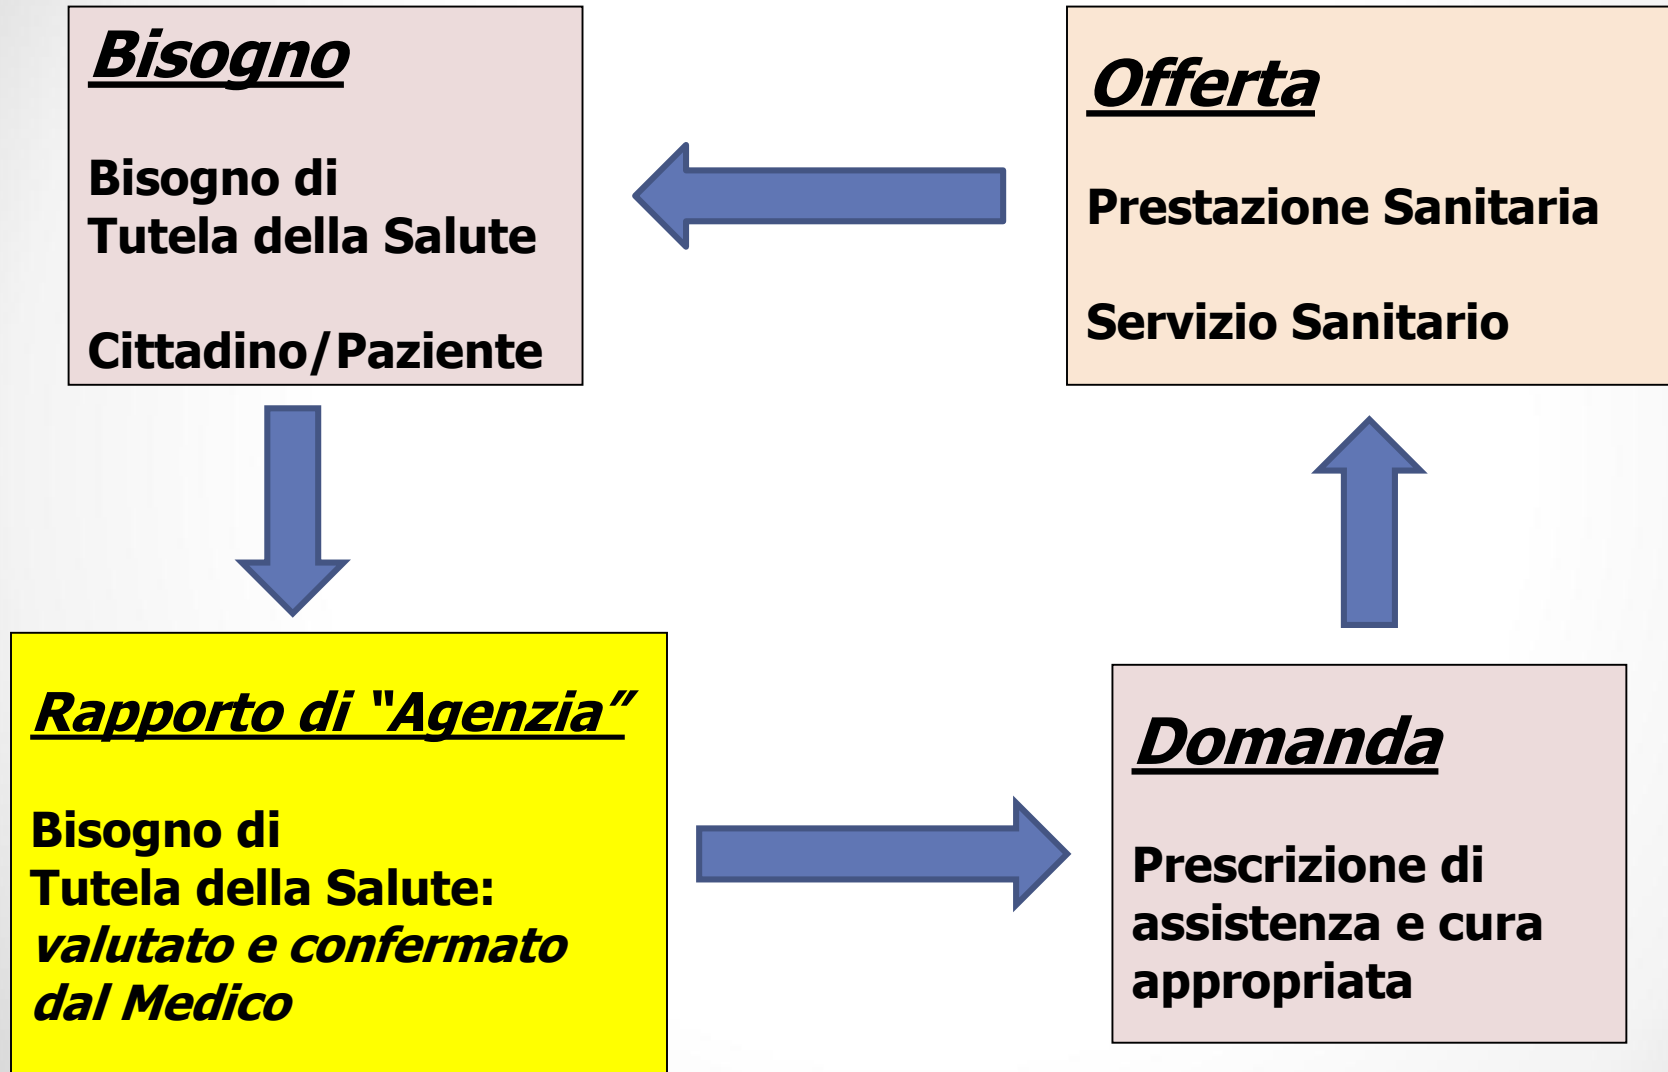 Bisogno
Bisogno di
Tutela della Salute
Cittadino/Paziente
Offerta
Prestazione Sanitaria
Servizio Sanitario
Rapporto di “Agenzia”
Bisogno di
Tutela della Salute:
valutato e confermato
dal Medico
Domanda
Prescrizione di
assistenza e cura
appropriata